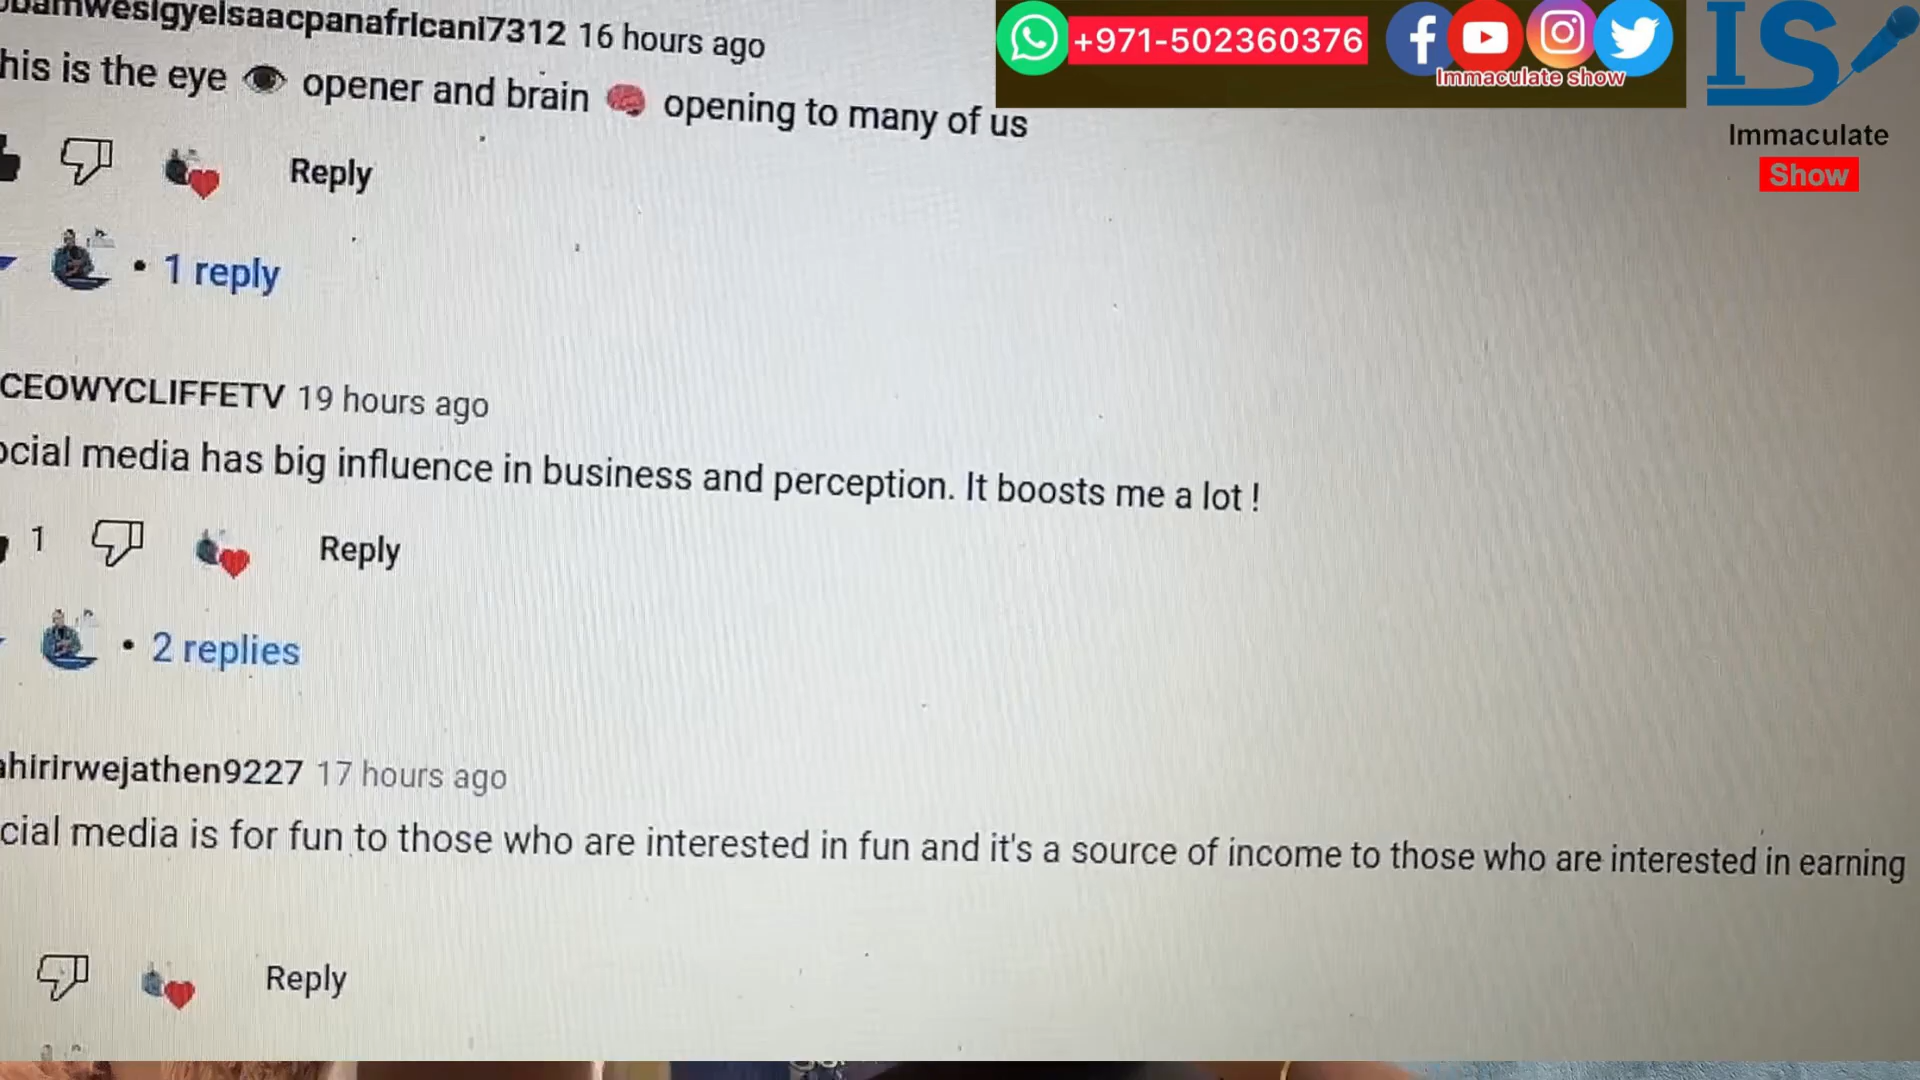 16 hours ago
his is the eye 👁 opener and brain 🧠 opening to many of us
Reply
• 1 reply
CEOWYCLIFFETV 19 hours ago
ocial media has big influence in business and perception. It boosts me a lot !
1 Reply
• 2 replies
ahirirwejathen9227 17 hours ago
cial media is for fun to those who are interested in fun and it's a source of income to those who are interested in earning
Reply
+971-502360376
Immaculate show
IS
Immaculate
Show